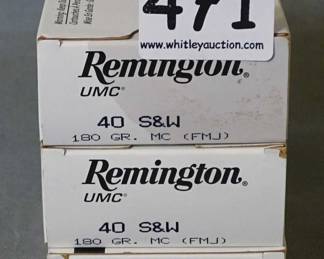 471
www.whitleyauction.com
Remington®
UMC®
40 S&W
180 GR. MC (FMJ)
Remington®
UMC®
40 S&W
180 GR. MC (FMJ)